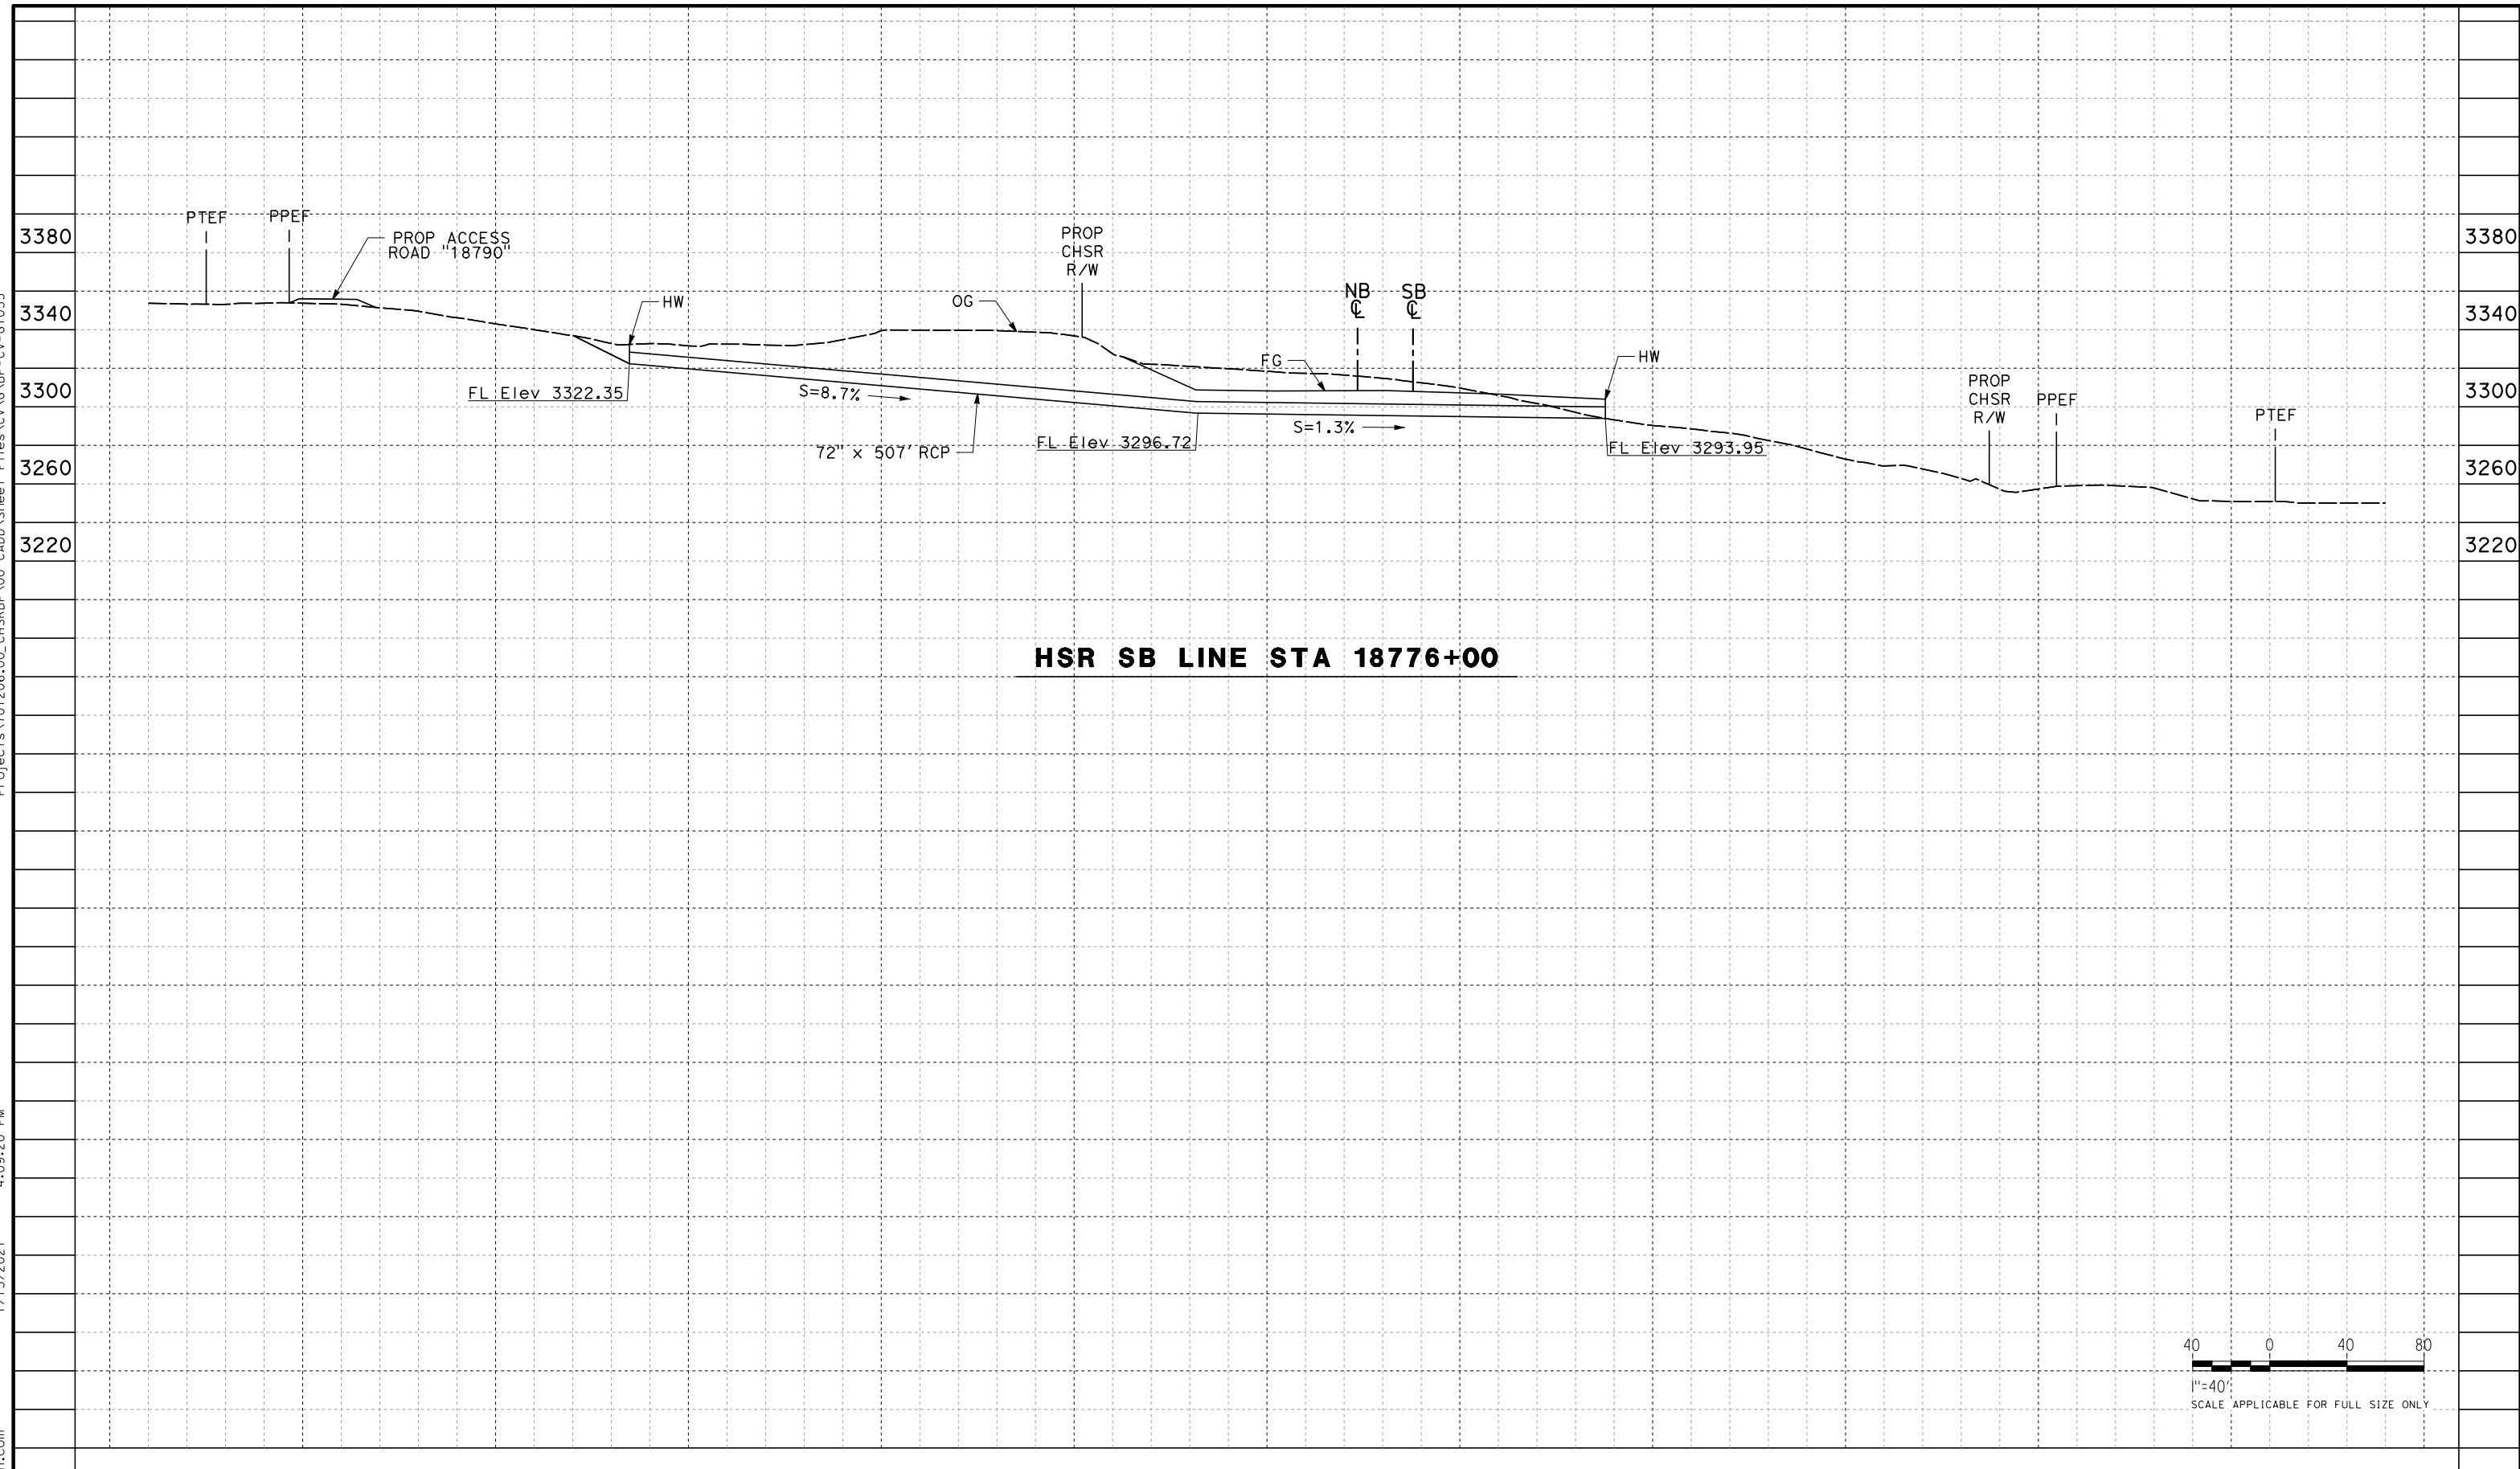 PTEF
PPEF
3380
PROP ACCESS
ROAD "18790"
PROP
CHSR
R/W
3380
3340
HW
OG
NB
℄
SB
℄
3340
FG
HW
3300
FL Elev 3322.35
S=8.7%
PROP
CHSR
R/W
PPEF
3300
PTEF
72" x 507' RCP
FL Elev 3296.72
S=1.3%
FL Elev 3293.95
3260
3260
3220
3220
HSR SB LINE STA 18776+00
40 0 40 80
1"=40'
SCALE APPLICABLE FOR FULL SIZE ONLY